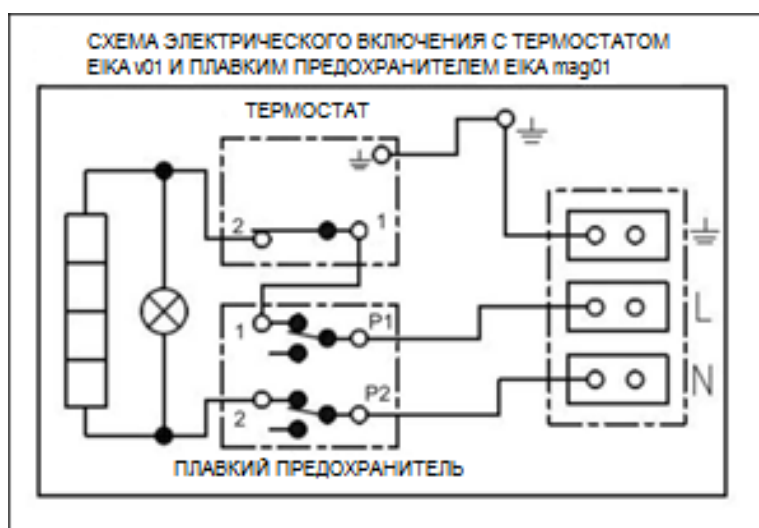 СХЕМА ЭЛЕКТРИЧЕСКОГО ВКЛЮЧЕНИЯ С ТЕРМОСТАТОМ
EIKA v01 И ПЛАВКИМ ПРЕДОХРАНИТЕЛЕМ EIKA mag01
ТЕРМОСТАТ
2
1
1
P1
L
P2
N
2
ПЛАВКИЙ ПРЕДОХРАНИТЕЛЬ